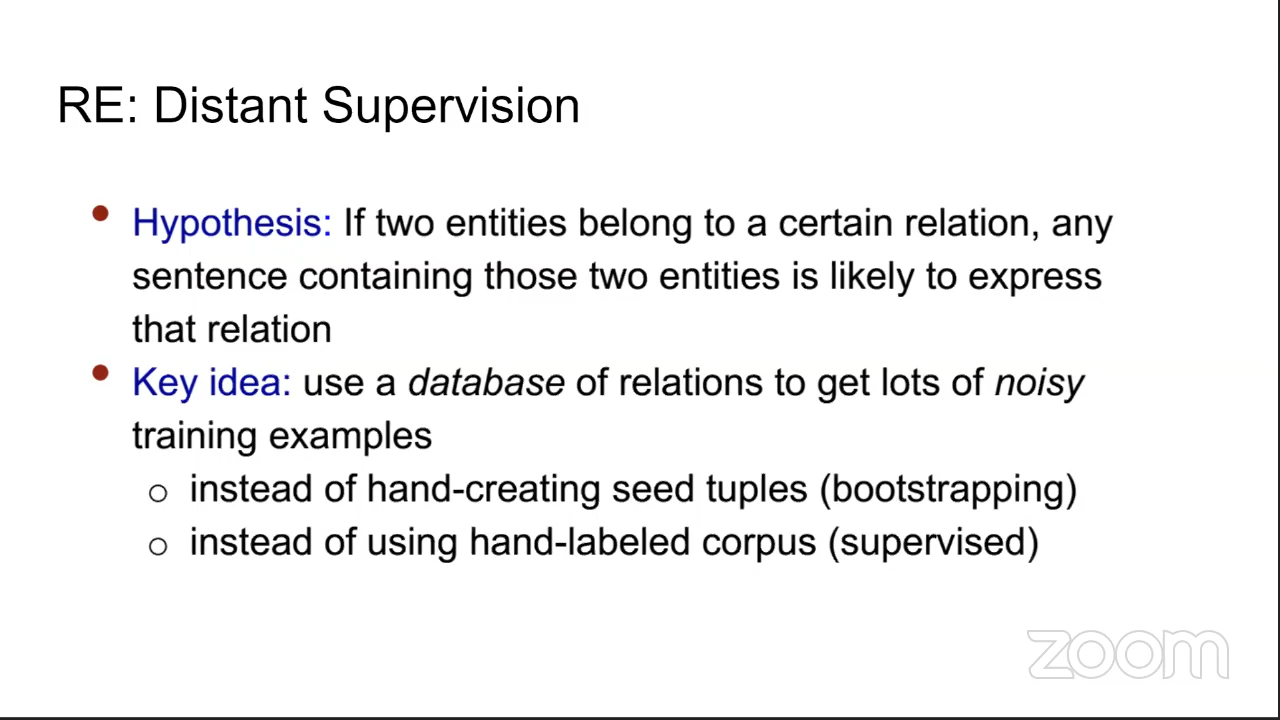 RE: Distant Supervision
• Hypothesis: If two entities belong to a certain relation, any
sentence containing those two entities is likely to express
that relation
• Key idea: use a database of relations to get lots of noisy
training examples
o instead of hand-creating seed tuples (bootstrapping)
o instead of using hand-labeled corpus (supervised)
zoom